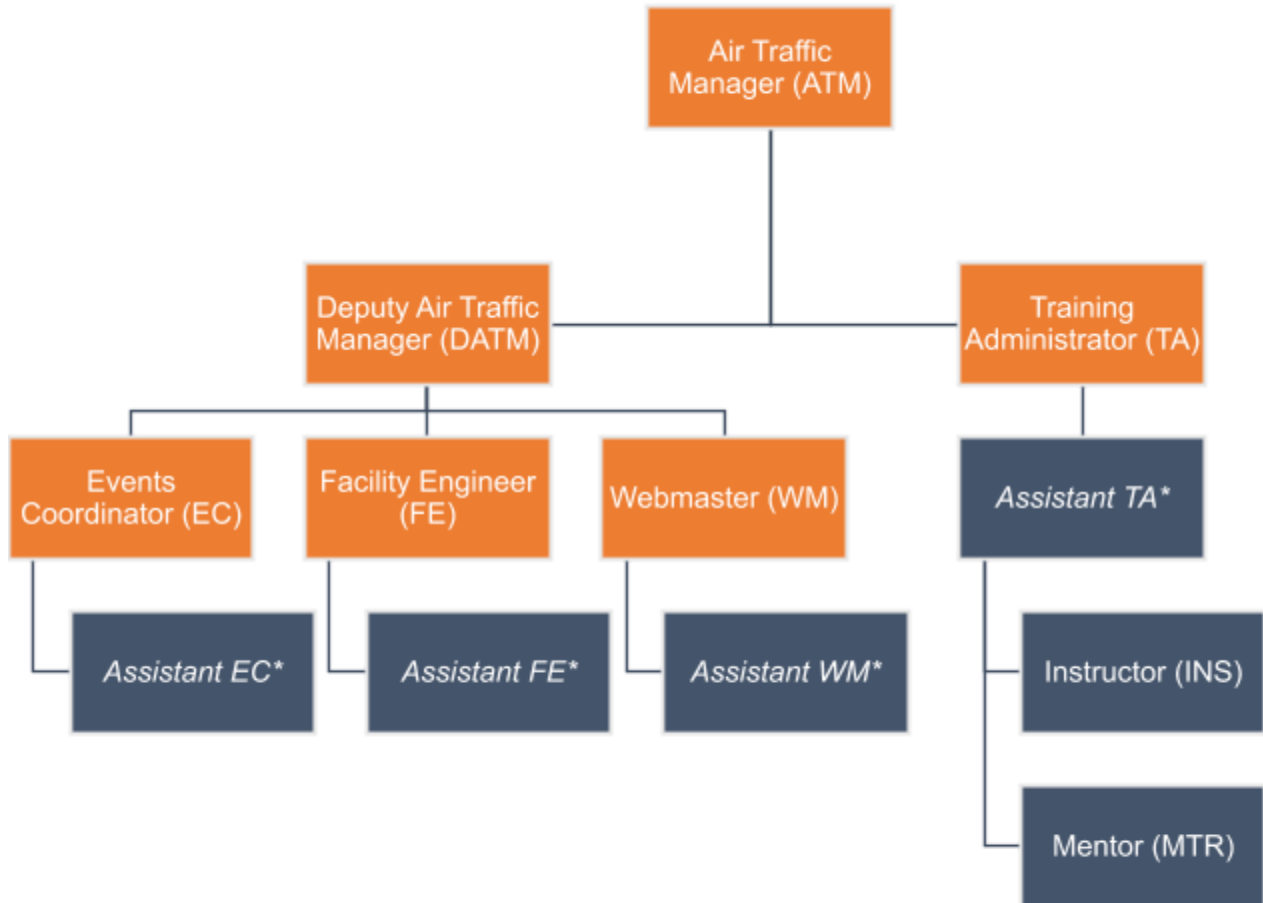 Air Traffic
Manager (ATM)
Deputy Air Traffic
Manager (DATM)
Training
Administrator (TA)
Events
Coordinator (EC)
Facility Engineer
(FE)
Webmaster (WM)
Assistant TA*
Assistant EC*
Assistant FE*
Assistant WM*
Instructor (INS)
Mentor (MTR)